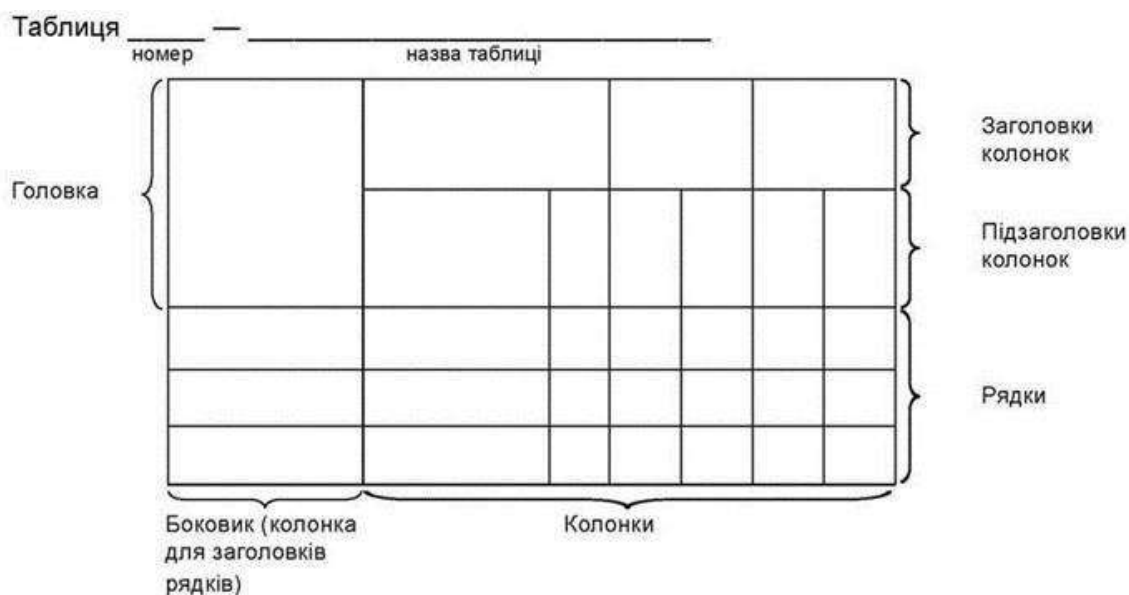 Таблиця _____ — ______________________________
номер назва таблиці
Заголовки
колонок
Головка
Підзаголовки
колонок
Рядки
Боковик (колонка
для заголовків
рядків)
Колонки